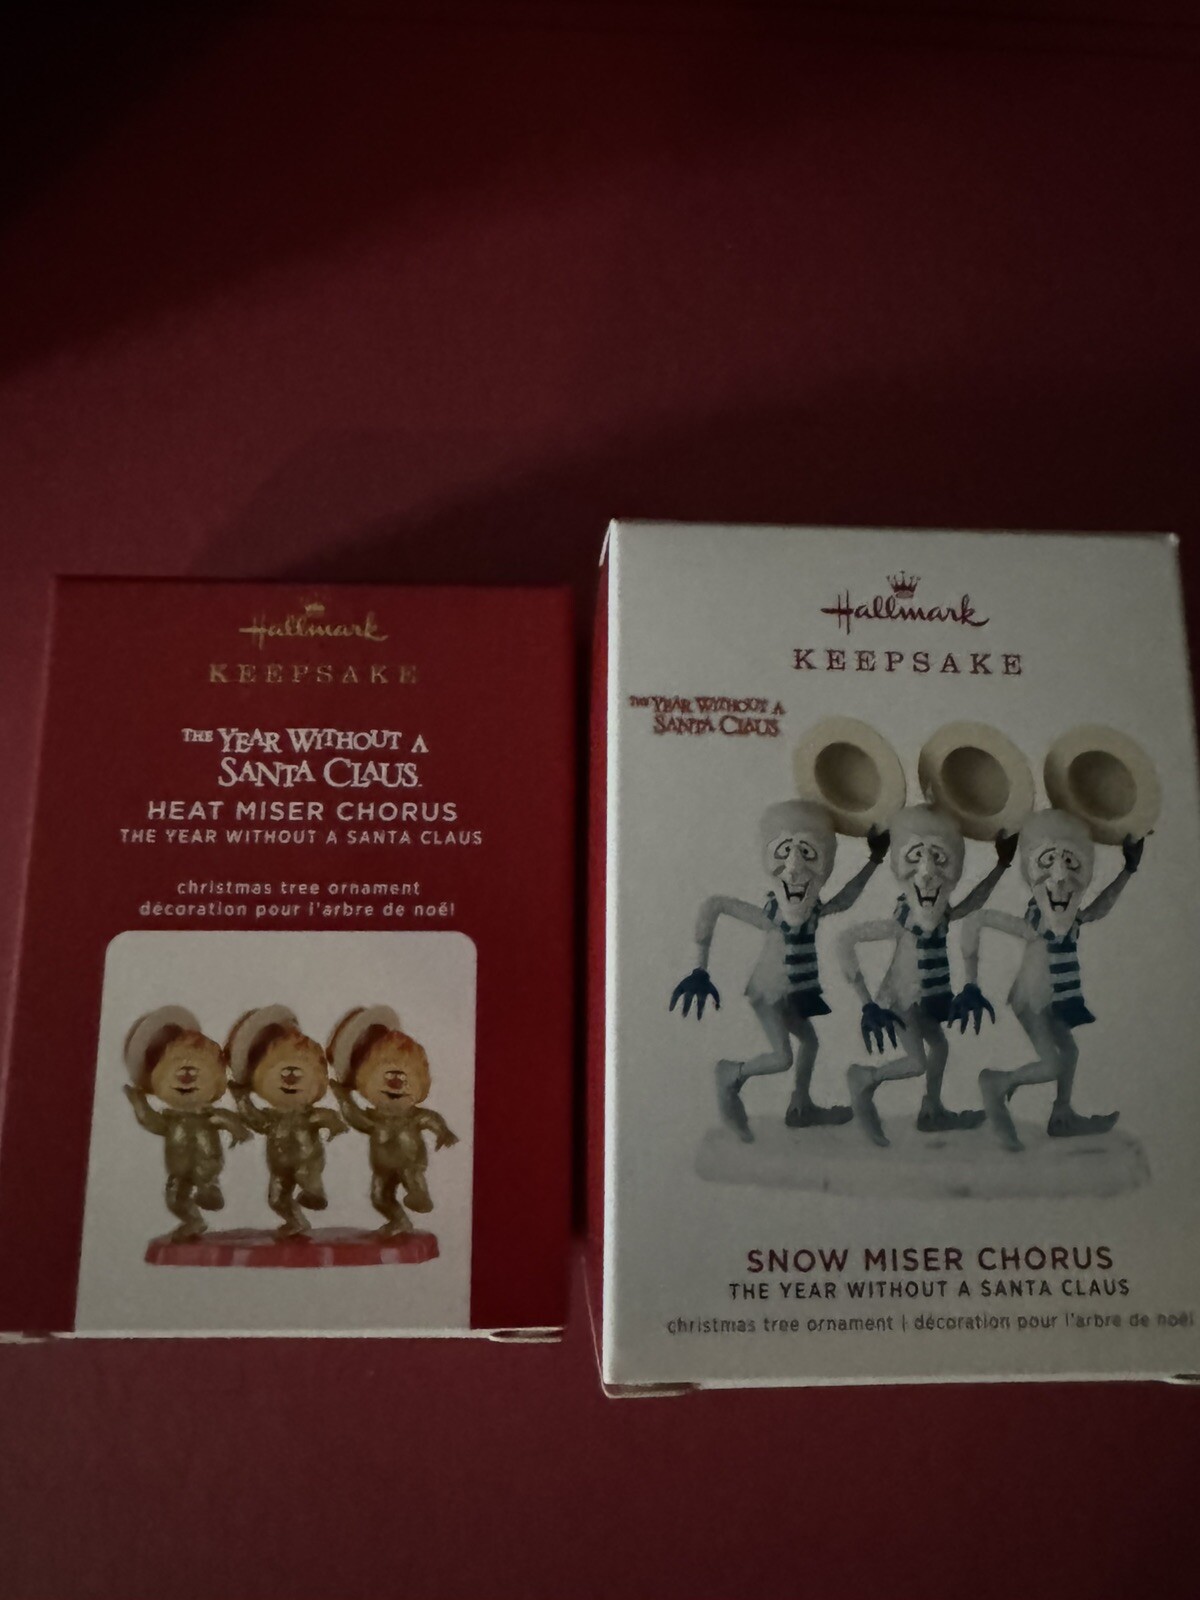 Hallmark
KEEPSAKE
THE YEAR WITHOUT A
SANTA CLAUS
HEAT MISER CHORUS
THE YEAR WITHOUT A SANTA CLAUS
christmas tree ornament
décoration pour l'arbre de noël
Hallmark
KEEPSAKE
THE YEAR WITHOUT A
SANTA CLAUS
SNOW MISER CHORUS
THE YEAR WITHOUT A SANTA CLAUS
christmas tree ornament | décoration pour l'arbre de noël